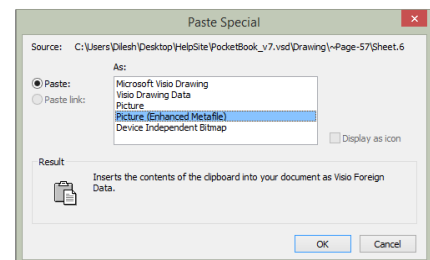 Paste Special
Source: C:\Users\Dilesh\Desktop\HelpSite\PocketBook_v7.vsd\Drawing\~Page-57\Sheet.6
As:
Paste:
Paste link:
Microsoft Visio Drawing
Visio Drawing Data
Picture
Picture (Enhanced Metafile)
Device Independent Bitmap
Display as icon
Result
Inserts the contents of the clipboard into your document as Visio Foreign
Data.
OK
Cancel